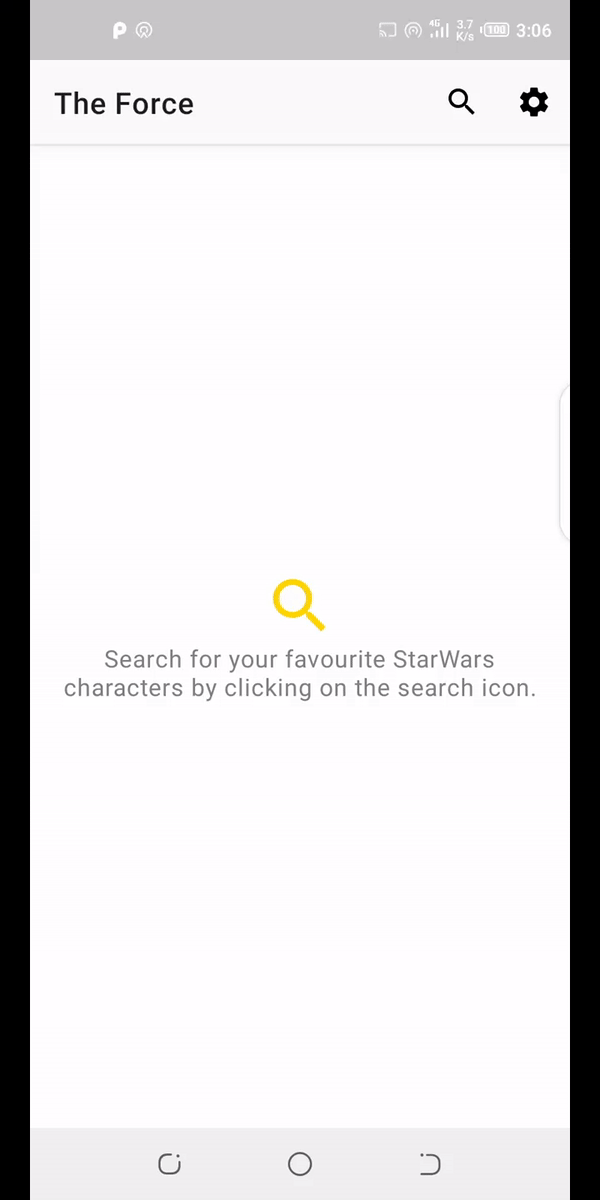 4G 3.7 K/s 100 3:06
The Force
Search for your favourite StarWars
characters by clicking on the search icon.